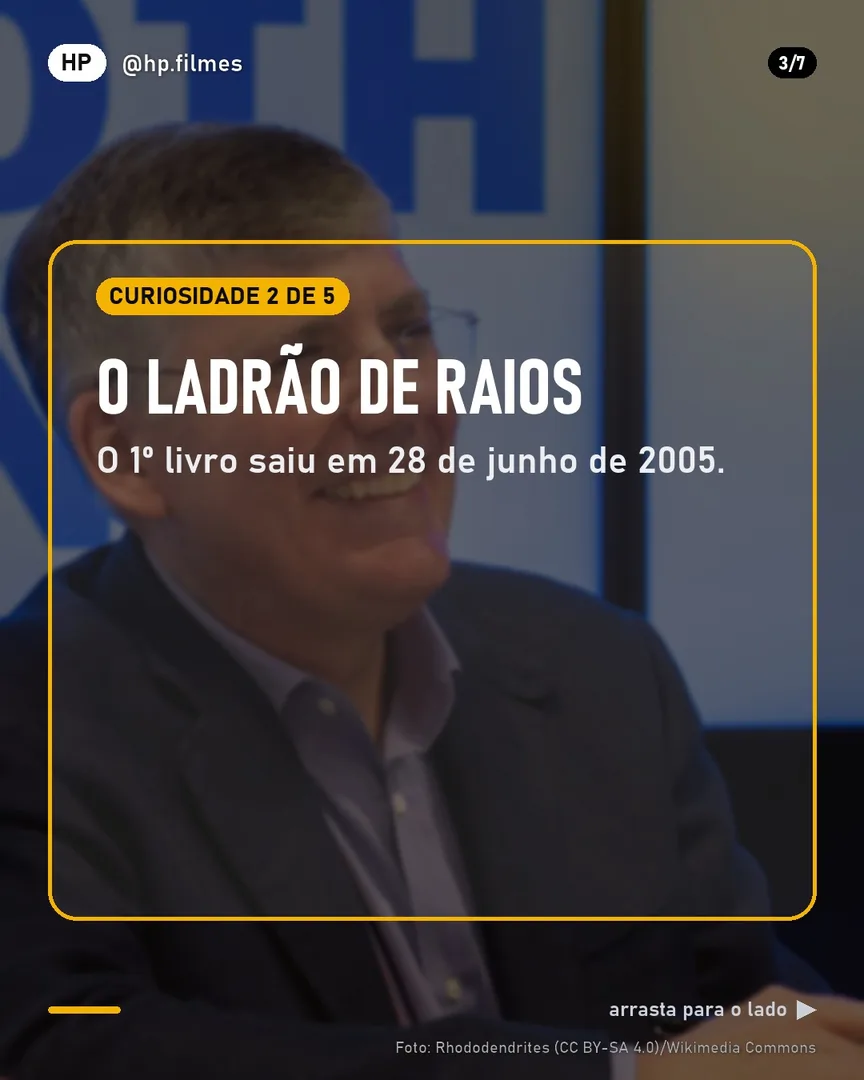 HP @hp.filmes
3/7
CURIOSIDADE 2 DE 5
O LADRÃO DE RAIOS
O 1º livro saiu em 28 de junho de 2005.
arrasta para o lado ▶
Foto: Rhododendrites (CC BY-SA 4.0)/Wikimedia Commons